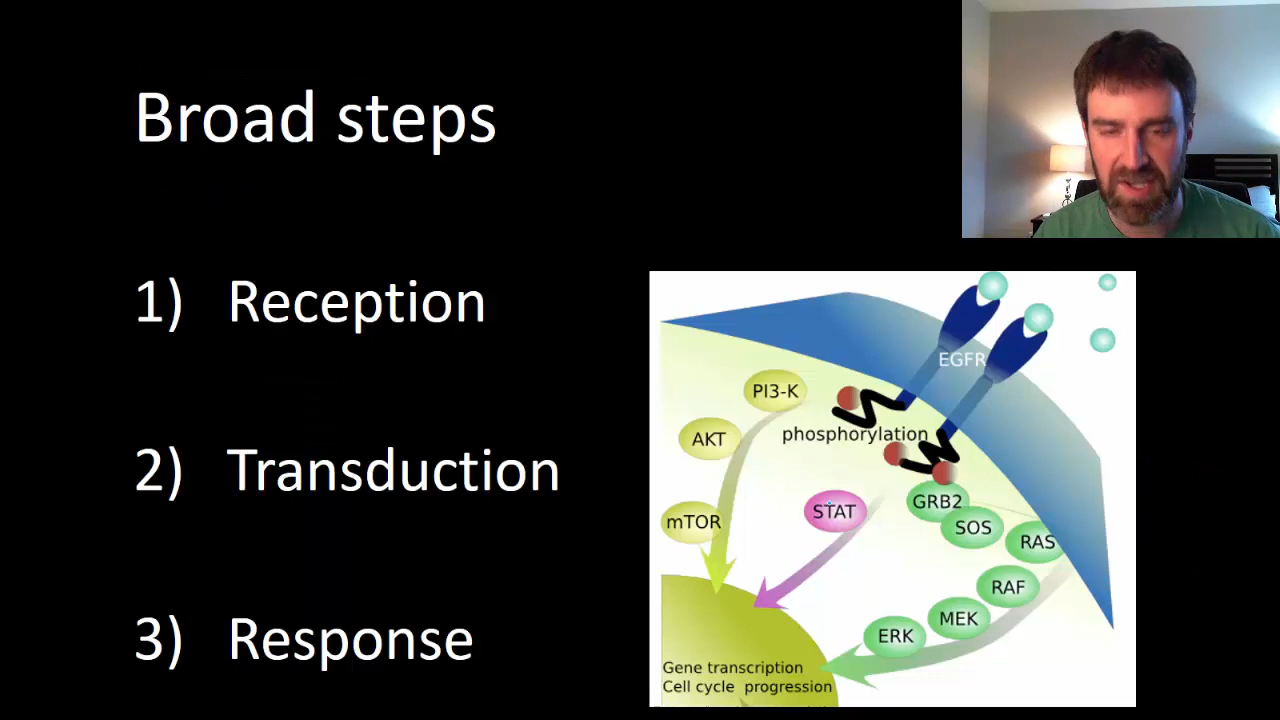 Broad steps
1) Reception
2) Transduction
3) Response
EGFR
PI3-K
phosphorylation
AKT
mTOR
STAT
GRB2
SOS
RAS
RAF
MEK
ERK
Gene transcription
Cell cycle progression